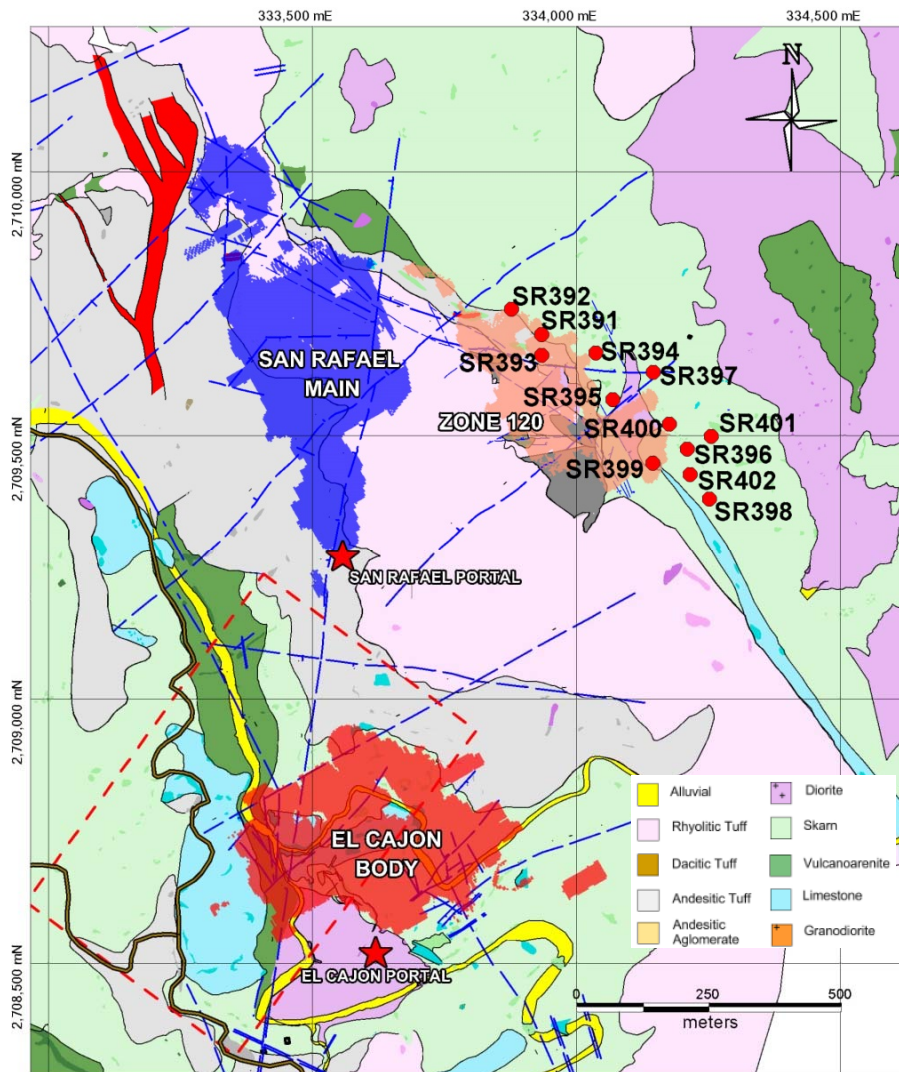 333,500 mE
334,000 mE
334,500 mE
N
2,710,000 mN
SR392
SR391
SR393
SR394
SR397
SAN RAFAEL
MAIN
SR395
ZONE 120
SR400
SR401
SR396
SR399
SR402
SR398
2,709,500 mN
SAN RAFAEL PORTAL
2,709,000 mN
EL CAJON
BODY
EL CAJON PORTAL
2,708,500 mN
Alluvial
Rhyolitic Tuff
Dacitic Tuff
Andesitic Tuff
Andesitic
Aglomerate
Diorite
Skarn
Vulcanoarenite
Limestone
Granodiorite
0
250
500
meters